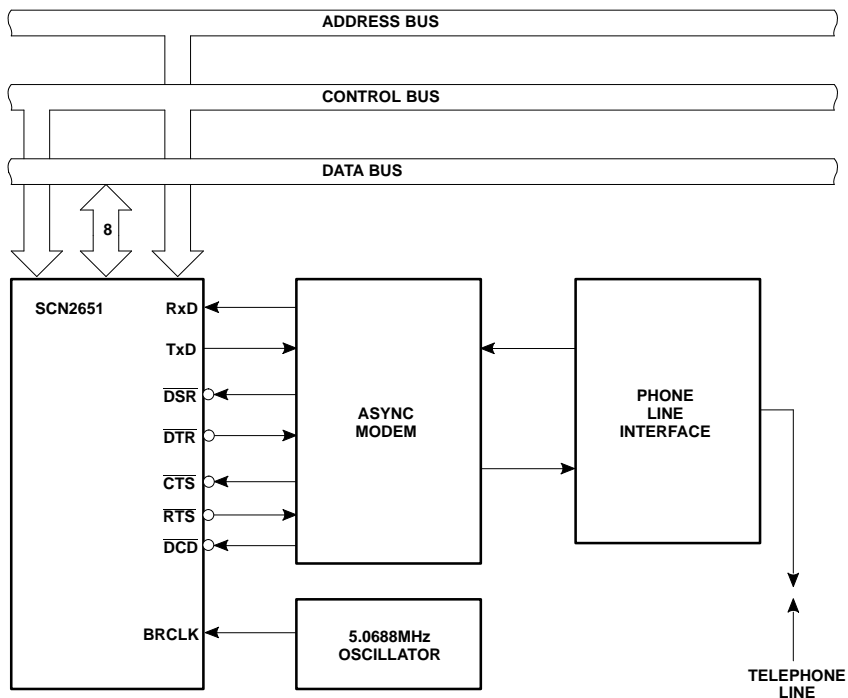 ADDRESS BUS
CONTROL BUS
DATA BUS
8
SCN2651
RxD
TxD
DSR
DTR
CTS
RTS
DCD
BRCLK
ASYNC
MODEM
PHONE
LINE
INTERFACE
5.0688MHz
OSCILLATOR
TELEPHONE
LINE